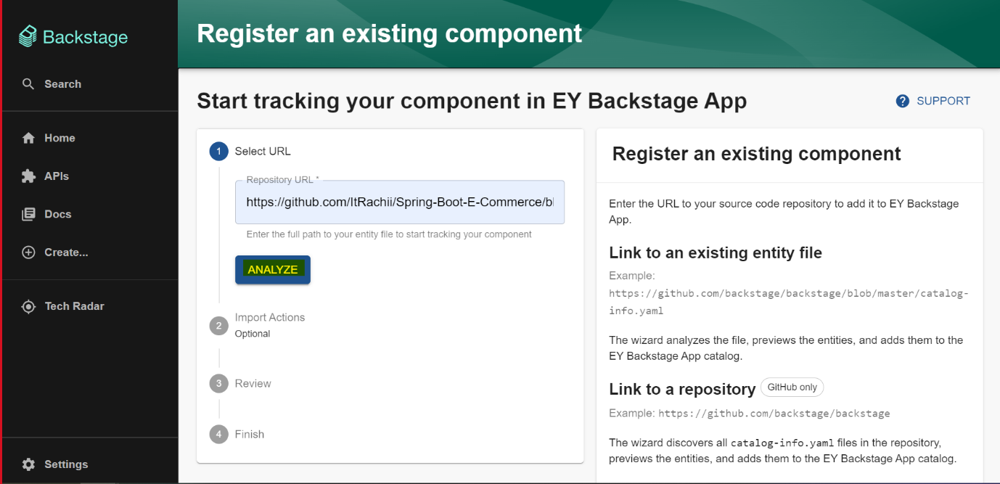 Backstage
Search
Home
APIs
Docs
Create...
Tech Radar
Settings
Register an existing component
Start tracking your component in EY Backstage App
SUPPORT
1 Select URL
Repository URL *
https://github.com/ItRachii/Spring-Boot-E-Commerce/bl
Enter the full path to your entity file to start tracking your component
ANALYZE
2 Import Actions
Optional
3 Review
4 Finish
Register an existing component
Enter the URL to your source code repository to add it to EY Backstage
App.
Link to an existing entity file
Example:
https://github.com/backstage/backstage/blob/master/catalog-
info.yaml
The wizard analyzes the file, previews the entities, and adds them to the
EY Backstage App catalog.
Link to a repository GitHub only
Example: https://github.com/backstage/backstage
The wizard discovers all catalog-info.yaml files in the repository,
previews the entities, and adds them to the EY Backstage App catalog.